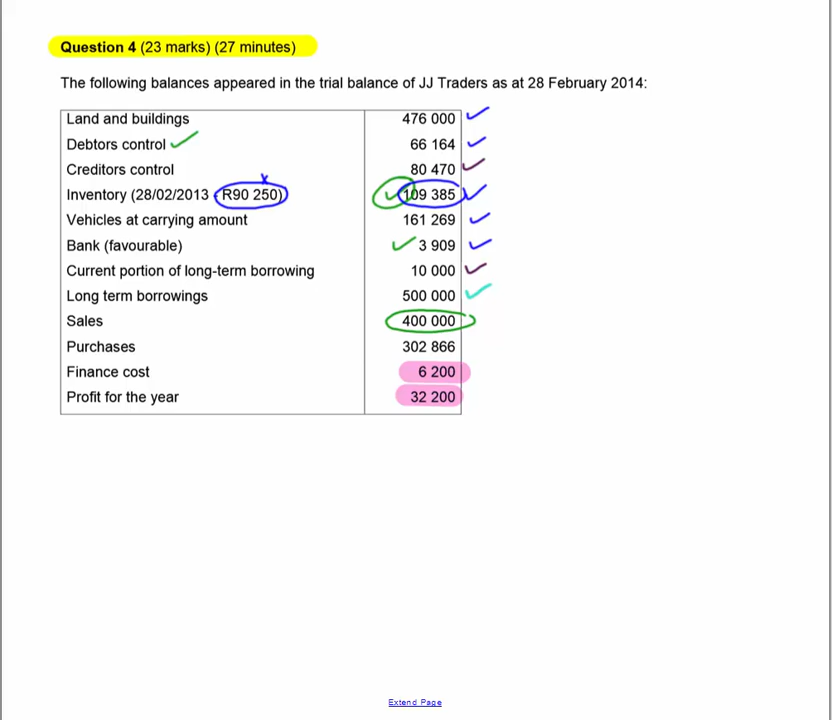 Question 4 (23 marks) (27 minutes)
The following balances appeared in the trial balance of JJ Traders as at 28 February 2014:
Land and buildings 476 000
Debtors control 66 164
Creditors control 80 470
Inventory (28/02/2013 - R90 250) 109 385
Vehicles at carrying amount 161 269
Bank (favourable) 3 909
Current portion of long-term borrowing 10 000
Long term borrowings 500 000
Sales 400 000
Purchases 302 866
Finance cost 6 200
Profit for the year 32 200
Extend Page